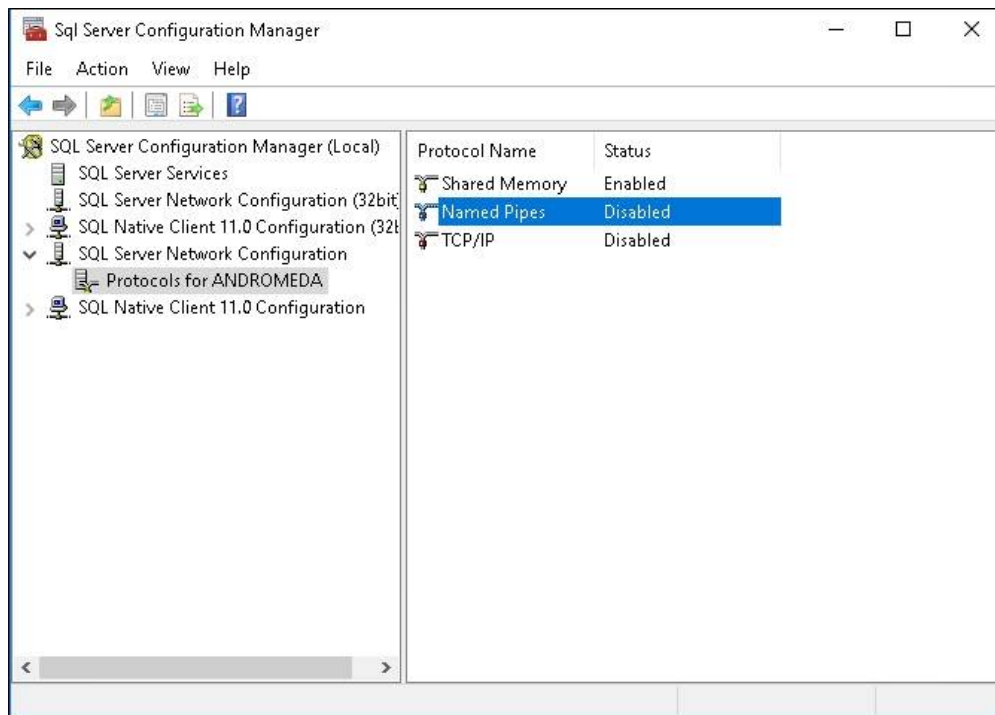 Sql Server Configuration Manager
File Action View Help
SQL Server Configuration Manager (Local)
SQL Server Services
SQL Server Network Configuration (32bit
SQL Native Client 11.0 Configuration (32b
SQL Server Network Configuration
Protocols for ANDROMEDA
SQL Native Client 11.0 Configuration
Protocol Name Status
Shared Memory Enabled
Named Pipes Disabled
TCP/IP Disabled